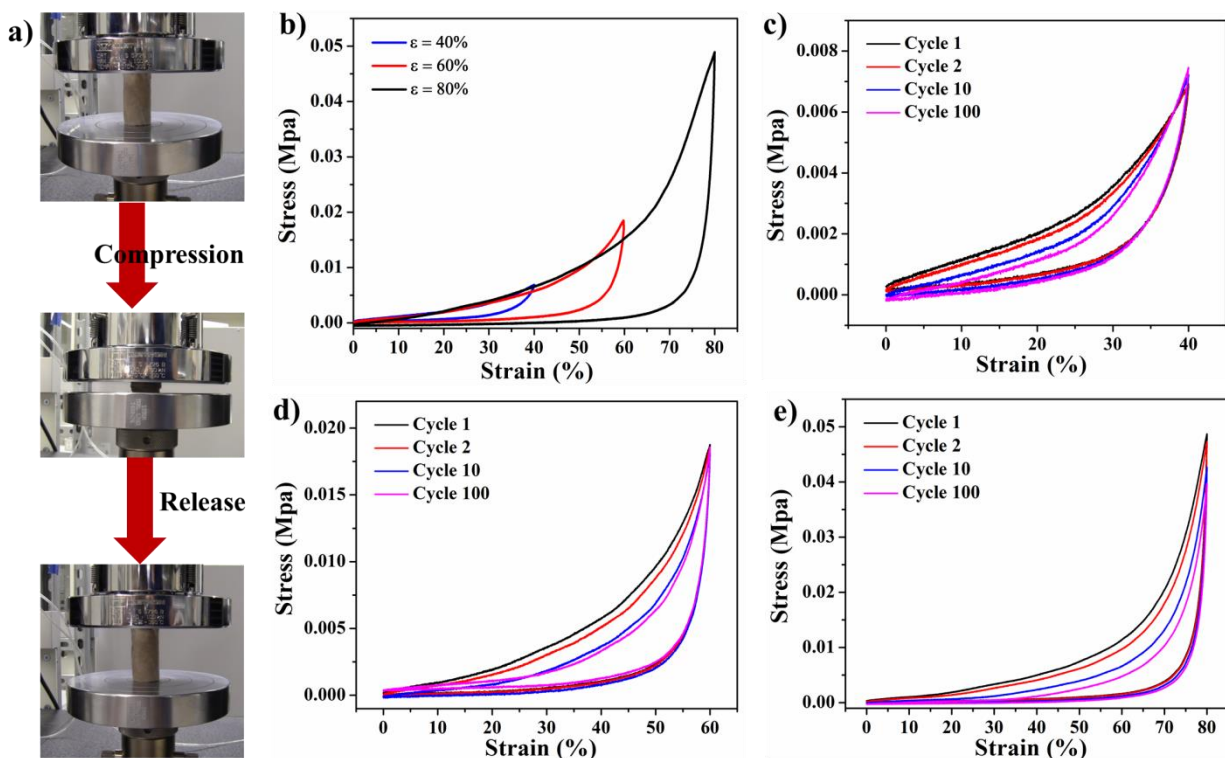 a)
Compression
Release
b)
ε = 40%
ε = 60%
ε = 80%
Stress (Mpa)
0.05
0.04
0.03
0.02
0.01
0.00
0 10 20 30 40 50 60 70 80
Strain (%)
c)
Cycle 1
Cycle 2
Cycle 10
Cycle 100
Stress (Mpa)
0.008
0.006
0.004
0.002
0.000
0 10 20 30 40
Strain (%)
d)
Cycle 1
Cycle 2
Cycle 10
Cycle 100
Stress (Mpa)
0.020
0.015
0.010
0.005
0.000
0 10 20 30 40 50 60
Strain (%)
e)
Cycle 1
Cycle 2
Cycle 10
Cycle 100
Stress (Mpa)
0.05
0.04
0.03
0.02
0.01
0.00
0 10 20 30 40 50 60 70 80
Strain (%)